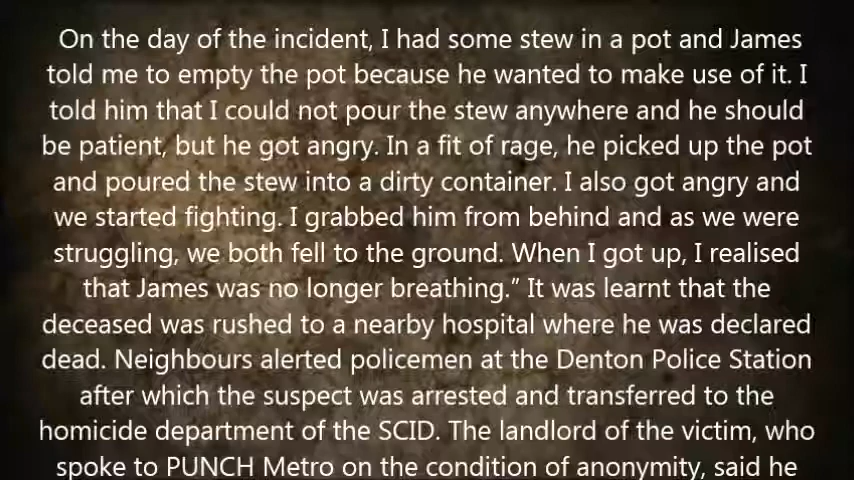 On the day of the incident, I had some stew in a pot and James
told me to empty the pot because he wanted to make use of it. I
told him that I could not pour the stew anywhere and he should
be patient, but he got angry. In a fit of rage, he picked up the pot
and poured the stew into a dirty container. I also got angry and
we started fighting. I grabbed him from behind and as we were
struggling, we both fell to the ground. When I got up, I realised
that James was no longer breathing.” It was learnt that the
deceased was rushed to a nearby hospital where he was declared
dead. Neighbours alerted policemen at the Denton Police Station
after which the suspect was arrested and transferred to the
homicide department of the SCID. The landlord of the victim, who
spoke to PUNCH Metro on the condition of anonymity, said he